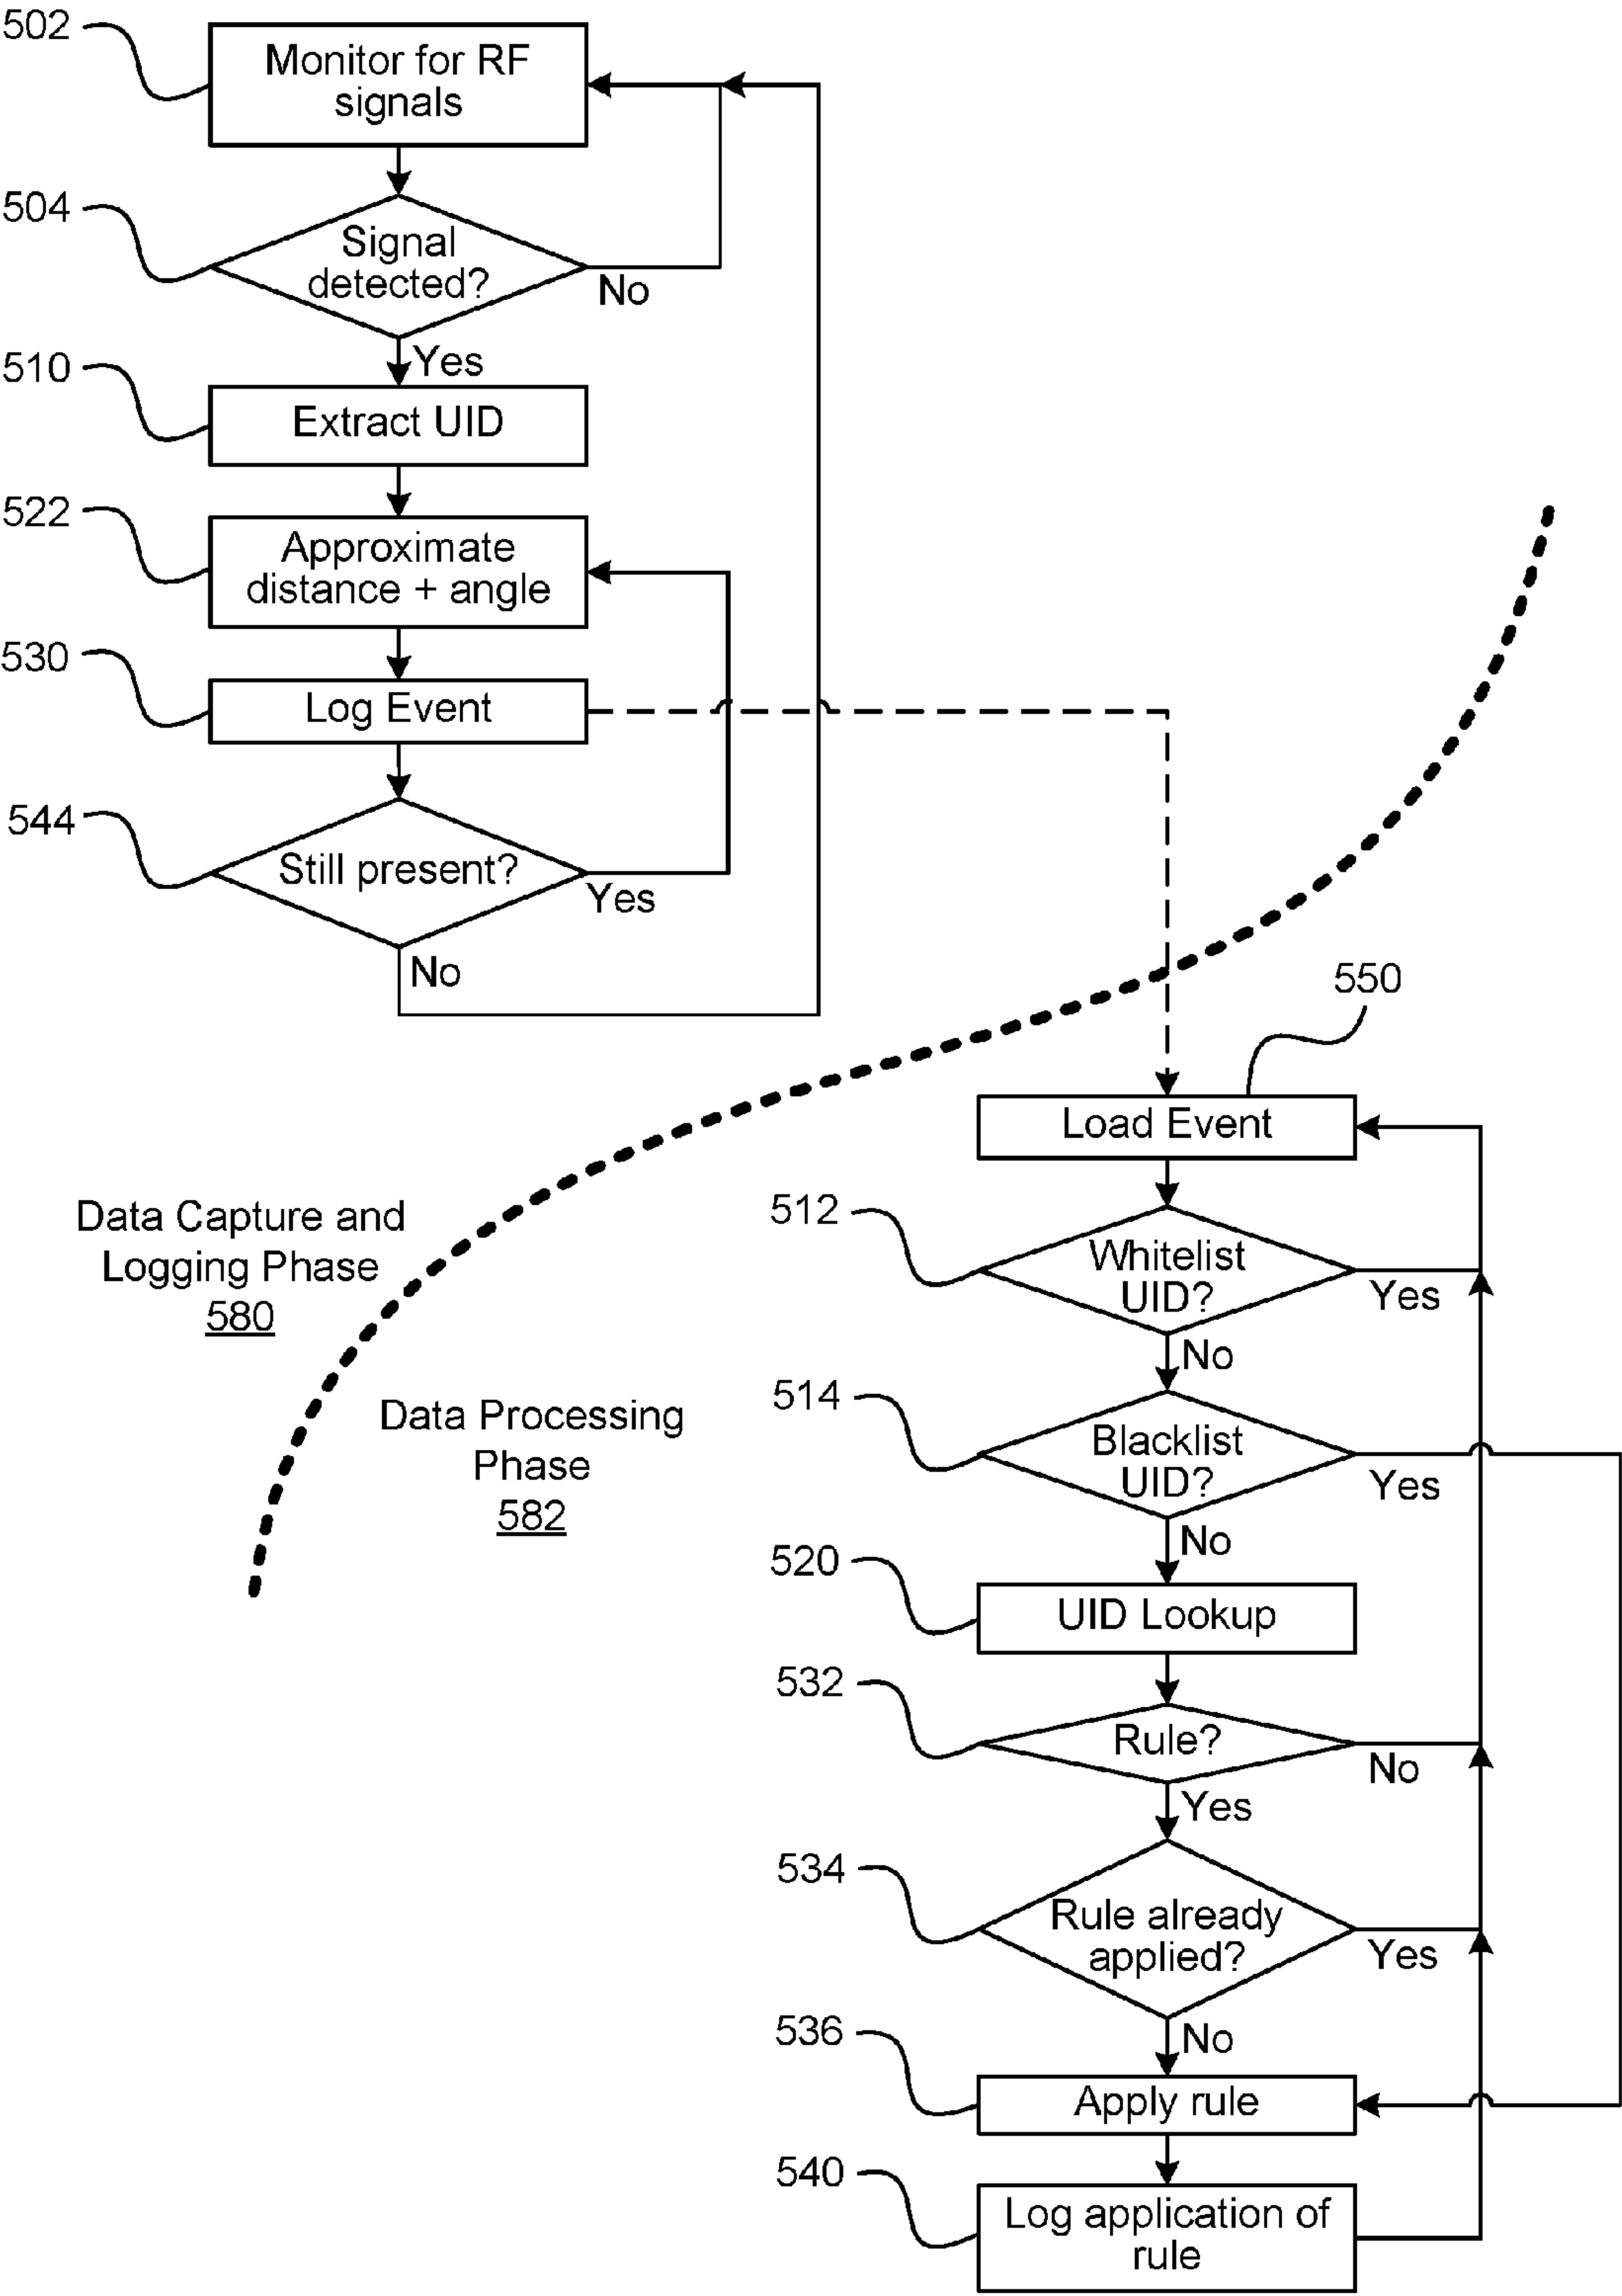 502
Monitor for RF
signals
504
Signal
detected?
No
Yes
510
Extract UID
522
Approximate
distance + angle
530
Log Event
544
Still present?
Yes
No
550
Load Event
Data Capture and
Logging Phase
580
512
Whitelist
UID?
Yes
No
Data Processing
Phase
582
514
Blacklist
UID?
Yes
No
520
UID Lookup
532
Rule?
No
Yes
534
Rule already
applied?
Yes
No
536
Apply rule
540
Log application of
rule